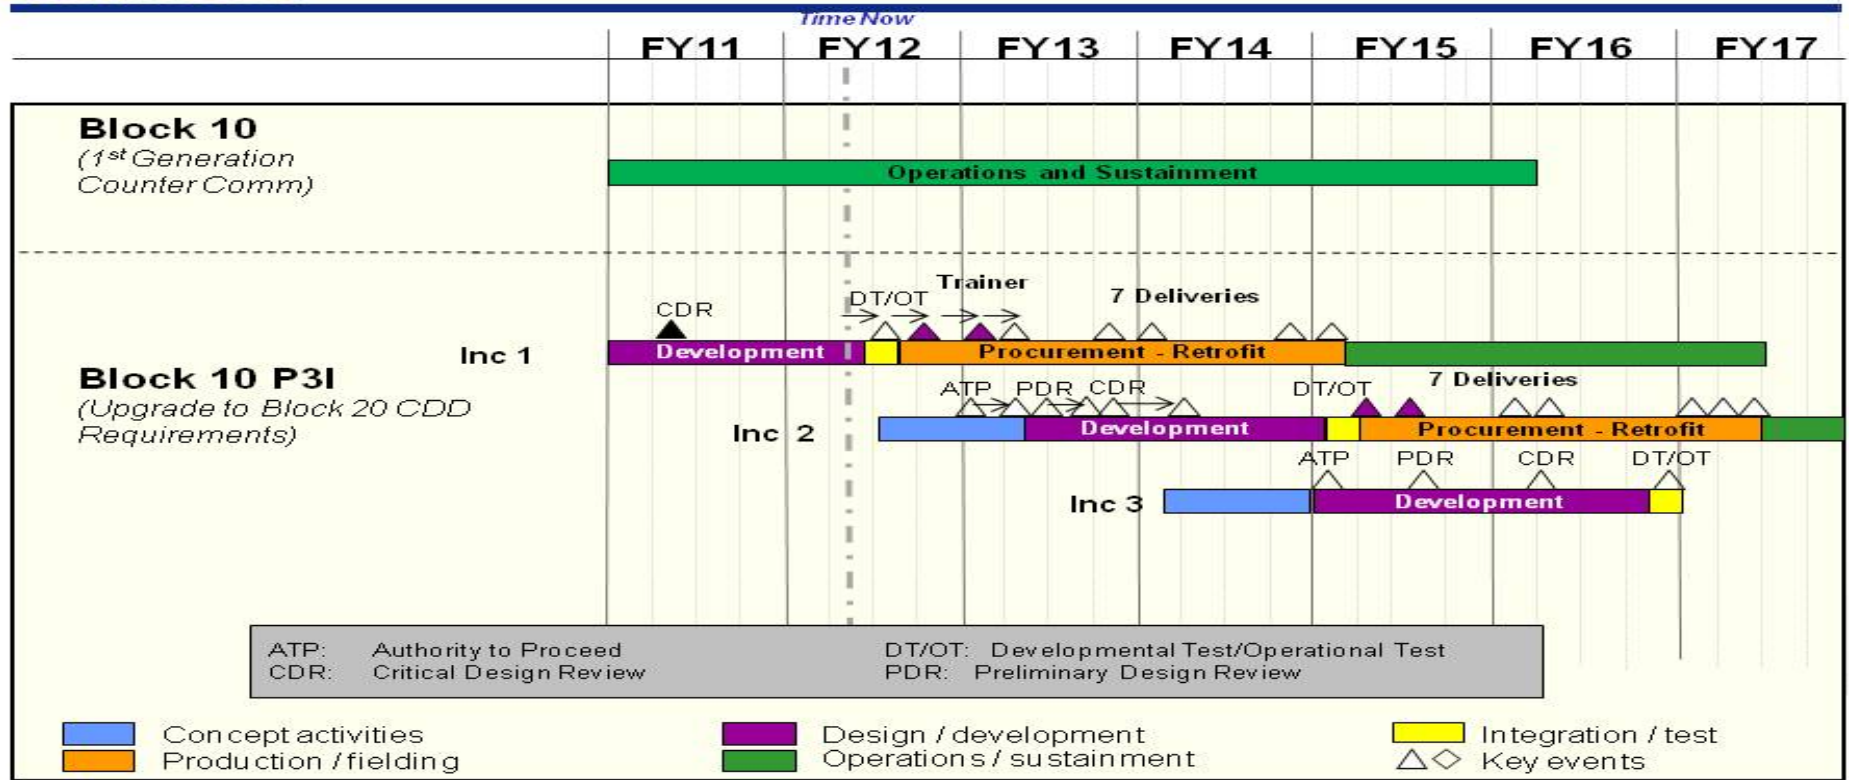 Time Now
FY11 FY12 FY13 FY14 FY15 FY16 FY17
Block 10
(1st Generation
Counter Comm)
Operations and Sustainment
Trainer
CDR DT/OT 7 Deliveries
Inc 1 Development Procurement - Retrofit
Block 10 P3I
(Upgrade to Block 20 CDD
Requirements)
ATP PDR CDR DT/OT 7 Deliveries
Inc 2 Development Procurement - Retrofit
ATP PDR CDR DT/OT
Inc 3 Development
ATP: Authority to Proceed DT/OT: Developmental Test/Operational Test
CDR: Critical Design Review PDR: Preliminary Design Review
Concept activities Design / development Integration / test
Production / fielding Operations / sustainment Key events